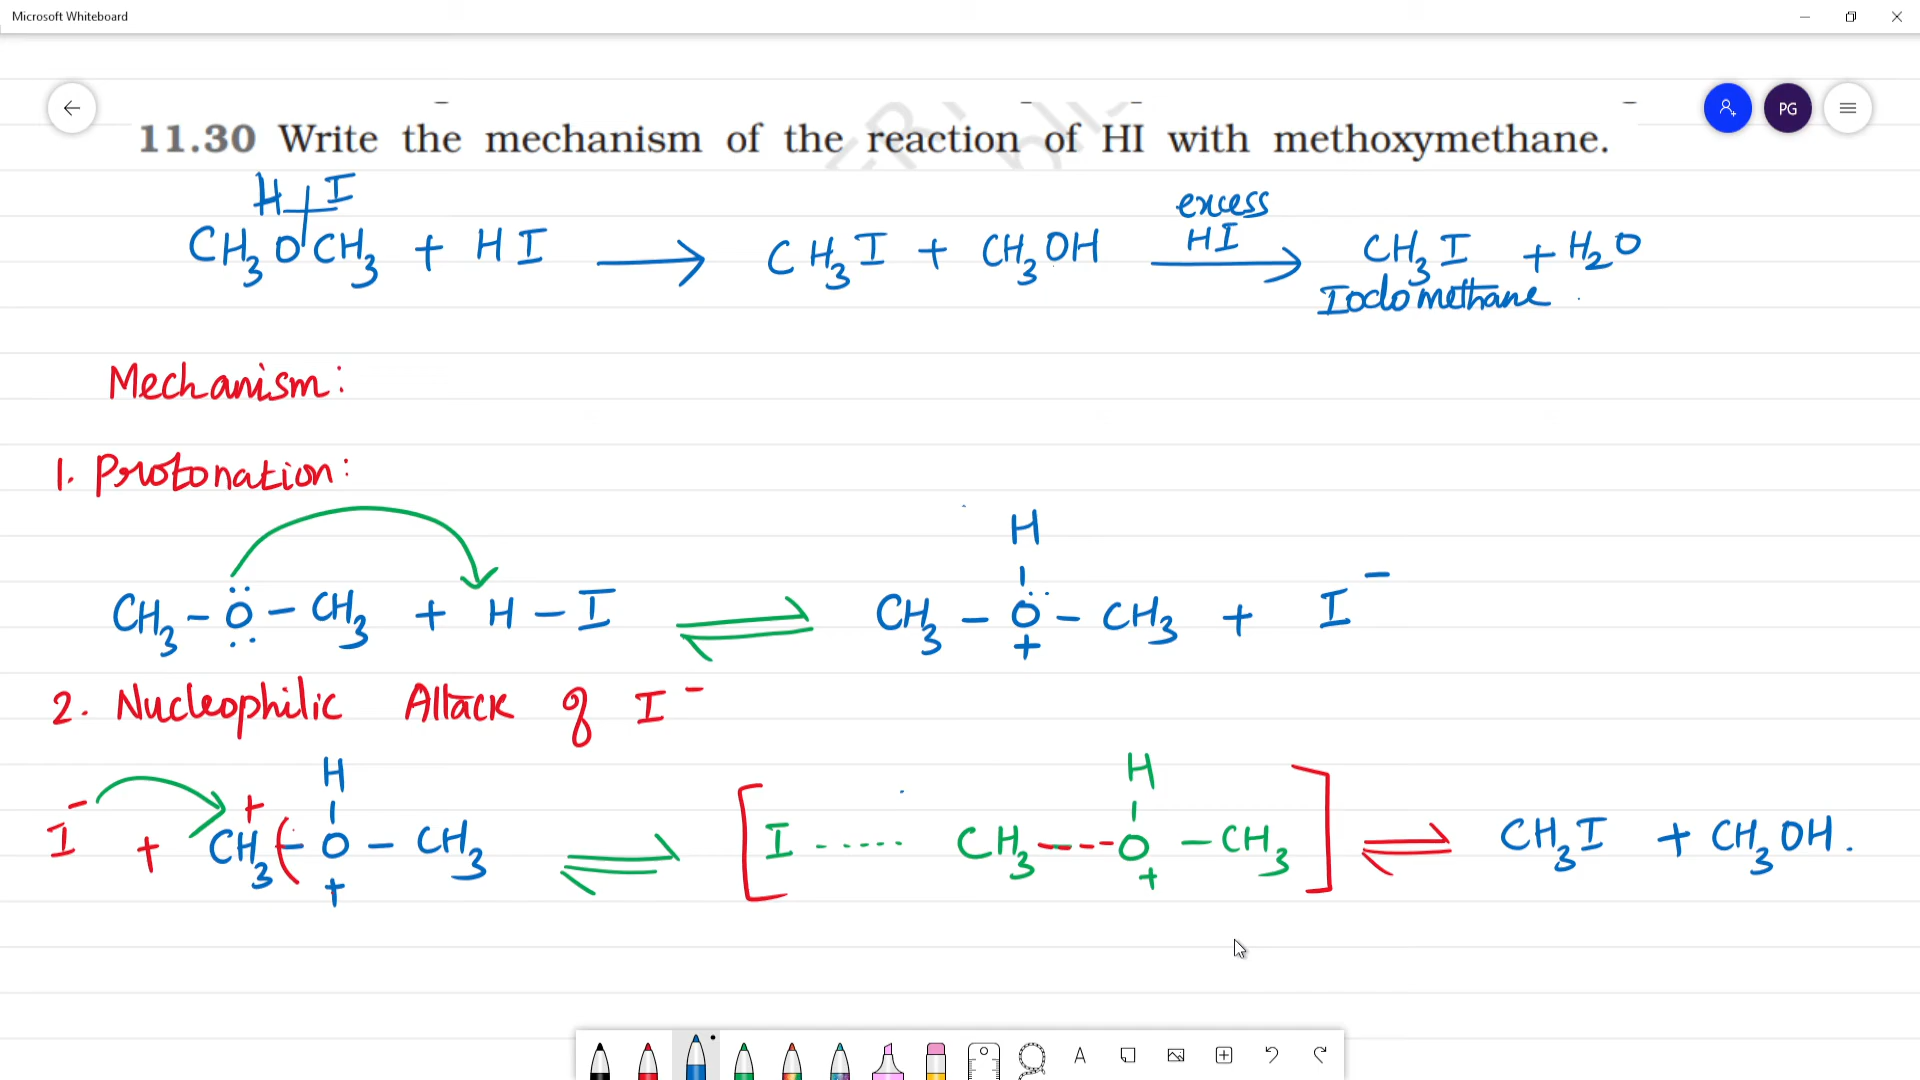 Microsoft Whiteboard
PG
11.30 Write the mechanism of the reaction of HI with methoxymethane.
H I
CH₃OCH₃ + HI ⟶ CH₃I + CH₃OH excess HI ⟶ CH₃I + H₂O
Iodomethane
Mechanism:
1. Protonation:
H
CH₃ - Ö - CH₃ + H - I ⇌ CH₃ - O - CH₃ + I⁻
+
2. Nucleophilic Attack of I⁻
+ H H
I⁻ + CH₃ - O - CH₃ ⇌ [I ····· CH₃ ---- O - CH₃] ⇌ CH₃I + CH₃OH.
+ +
A